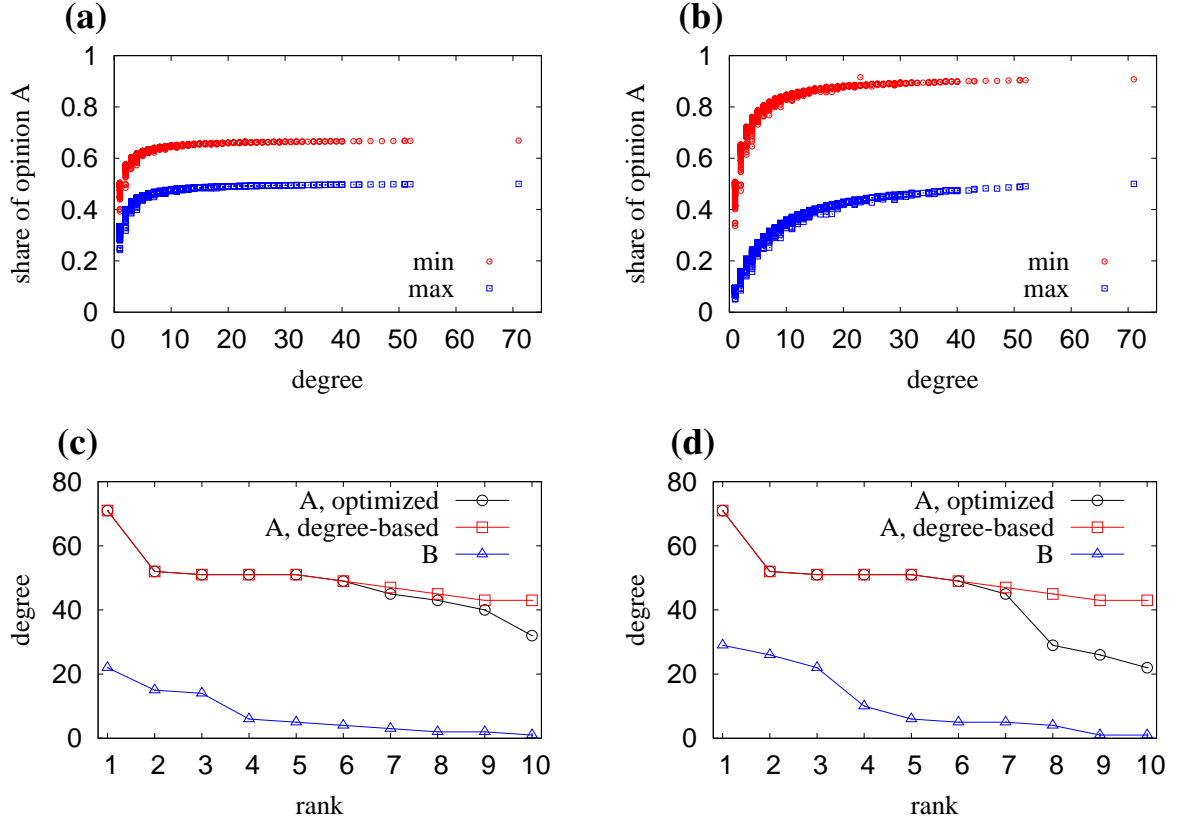 (a)
share of opinion A
1
0.8
0.6
0.4
0.2
0
min
max
0 10 20 30 40 50 60 70
degree
(b)
share of opinion A
1
0.8
0.6
0.4
0.2
0
min
max
0 10 20 30 40 50 60 70
degree
(c)
degree
80
60
40
20
0
A, optimized
A, degree-based
B
1 2 3 4 5 6 7 8 9 10
rank
(d)
degree
80
60
40
20
0
A, optimized
A, degree-based
B
1 2 3 4 5 6 7 8 9 10
rank